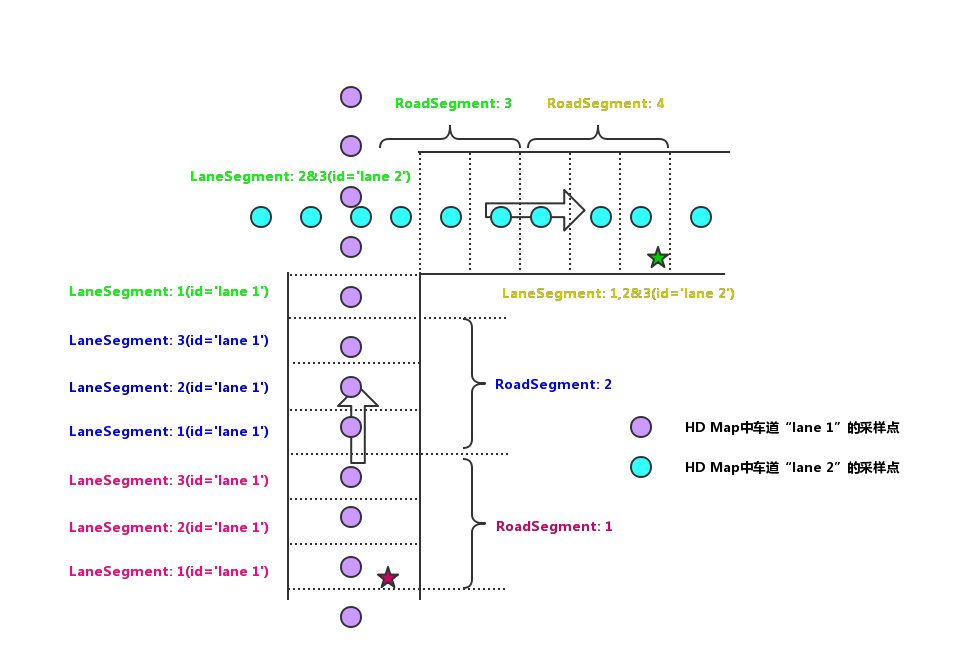 RoadSegment: 3
RoadSegment: 4
LaneSegment: 2&3(id='lane 2')
LaneSegment: 1(id='lane 1')
LaneSegment: 1,2&3(id='lane 2')
LaneSegment: 3(id='lane 1')
LaneSegment: 2(id='lane 1')
RoadSegment: 2
LaneSegment: 1(id='lane 1')
HD Map中车道“lane 1”的采样点
HD Map中车道“lane 2”的采样点
LaneSegment: 3(id='lane 1')
LaneSegment: 2(id='lane 1')
RoadSegment: 1
LaneSegment: 1(id='lane 1')